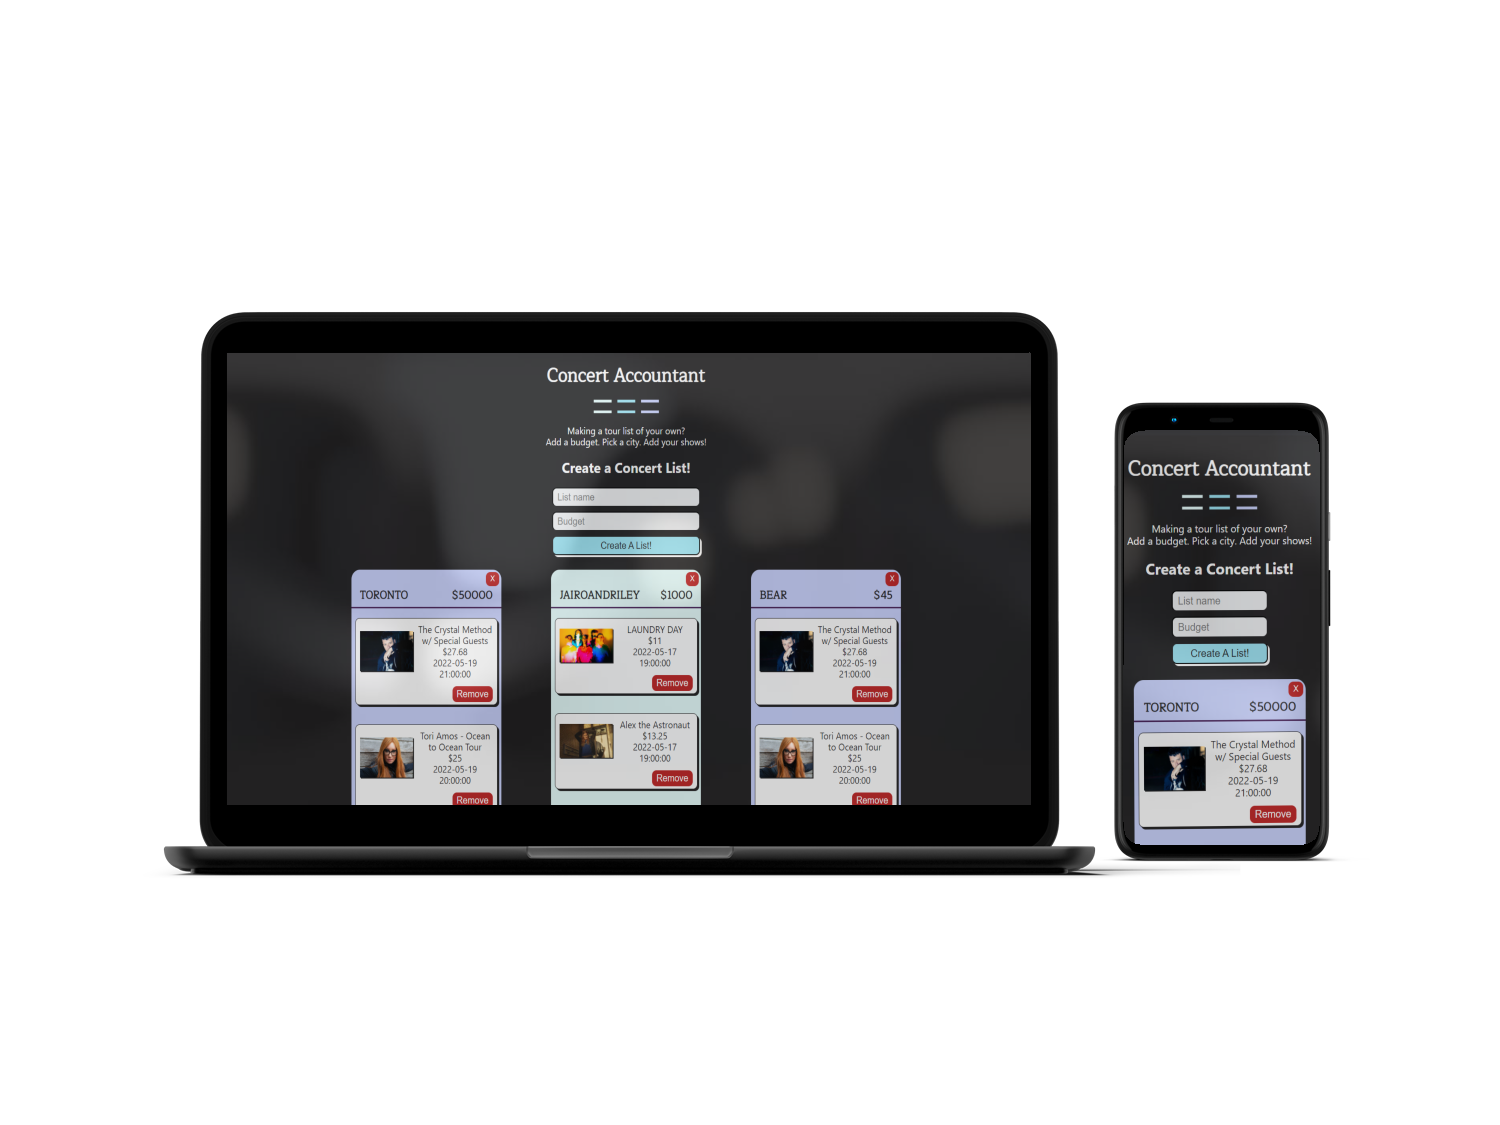 Concert Accountant
Making a tour list of your own?
Add a budget. Pick a city. Add your shows!
Create a Concert List!
List name
Budget
Create A List!
X
TORONTO $50000
The Crystal Method
w/ Special Guests
$27.68
2022-05-19
21:00:00
Remove
Tori Amos - Ocean
to Ocean Tour
$25
2022-05-19
20:00:00
Remove
X
JAIROANDRILEY $1000
LAUNDRY DAY
$11
2022-05-17
19:00:00
Remove
Alex the Astronaut
$13.25
2022-05-17
19:00:00
Remove
X
BEAR $45
The Crystal Method
w/ Special Guests
$27.68
2022-05-19
21:00:00
Remove
Tori Amos - Ocean
to Ocean Tour
$25
2022-05-19
20:00:00
Remove
Concert Accountant
Making a tour list of your own?
Add a budget. Pick a city. Add your shows!
Create a Concert List!
List name
Budget
Create A List!
X
TORONTO $50000
The Crystal Method
w/ Special Guests
$27.68
2022-05-19
21:00:00
Remove